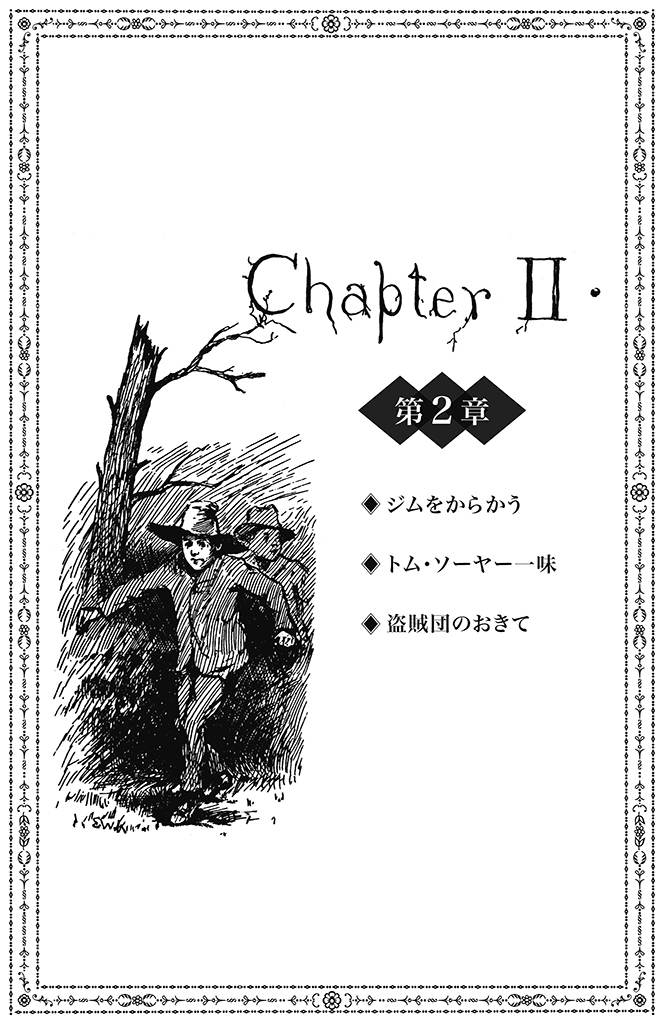 Chapter II.
第2章
◈ ジムをからかう
◈ トム・ソーヤー一味
◈ 盗賊団のおきて
EWK